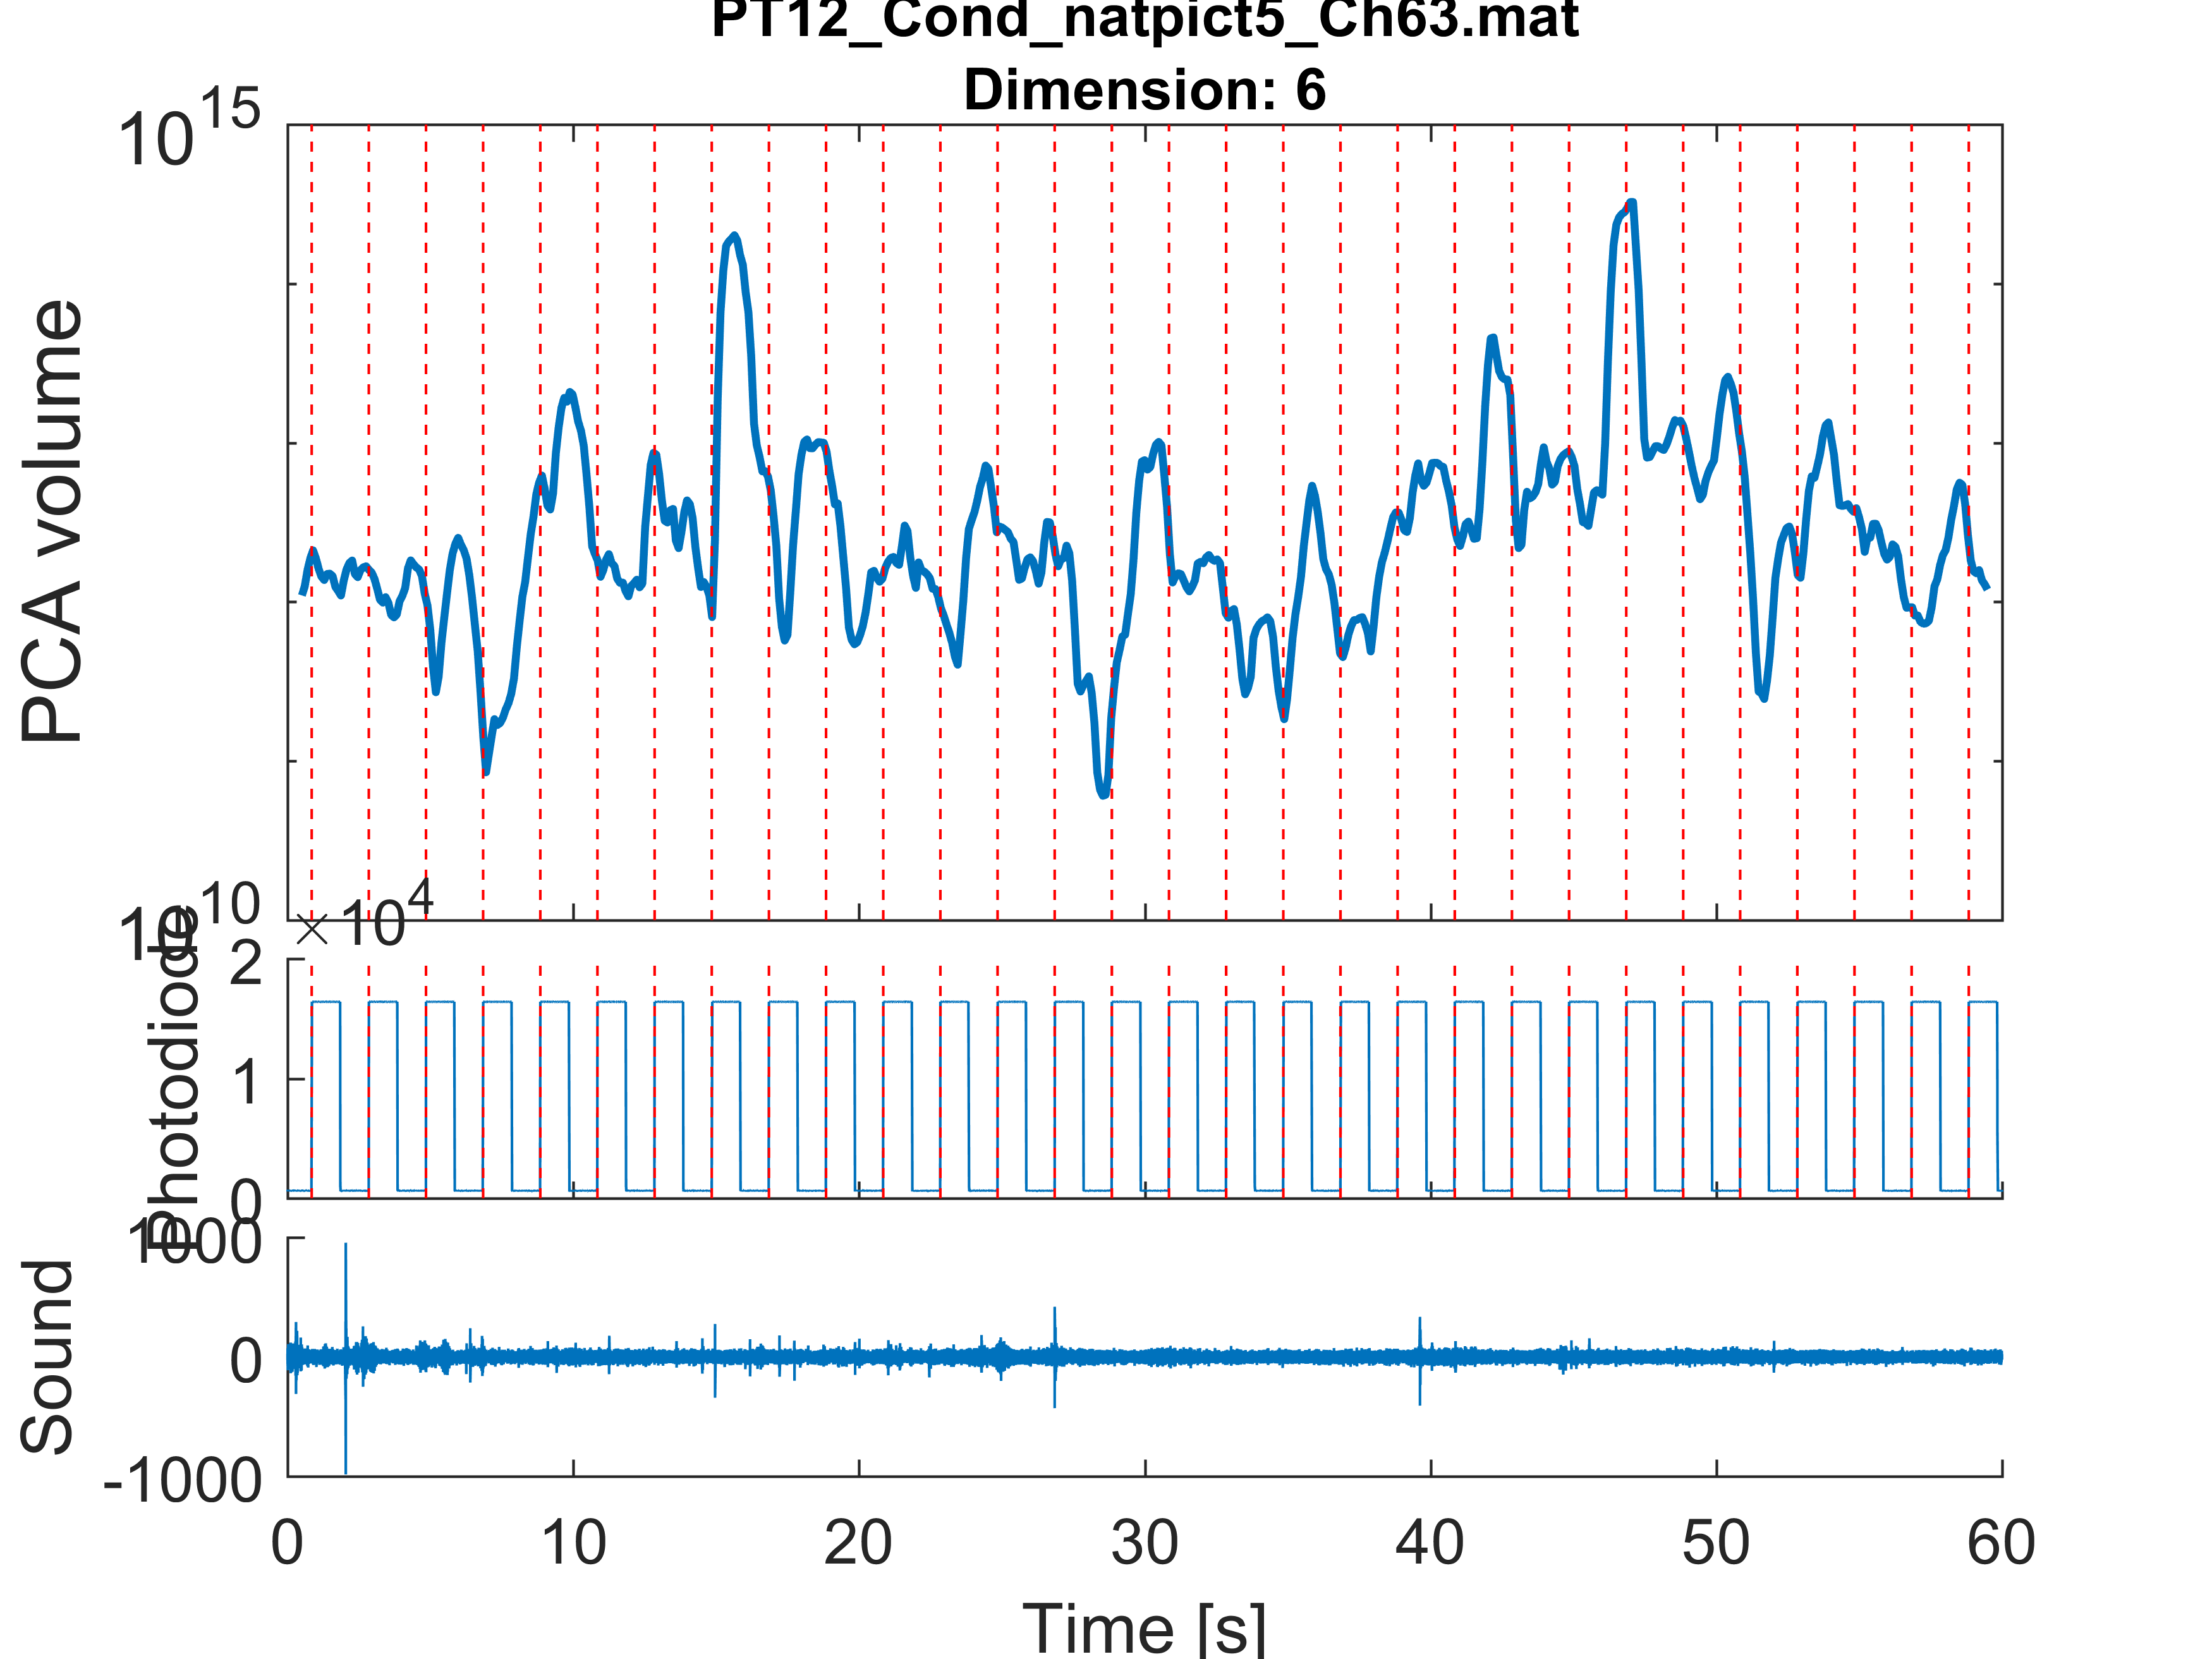 PT12_Cond_natpict5_Ch63.mat
Dimension: 6
10^15
PCA volume
10^10
×10^4
2
1
0
Photodiode
1000
0
-1000
Sound
0 10 20 30 40 50 60
Time [s]